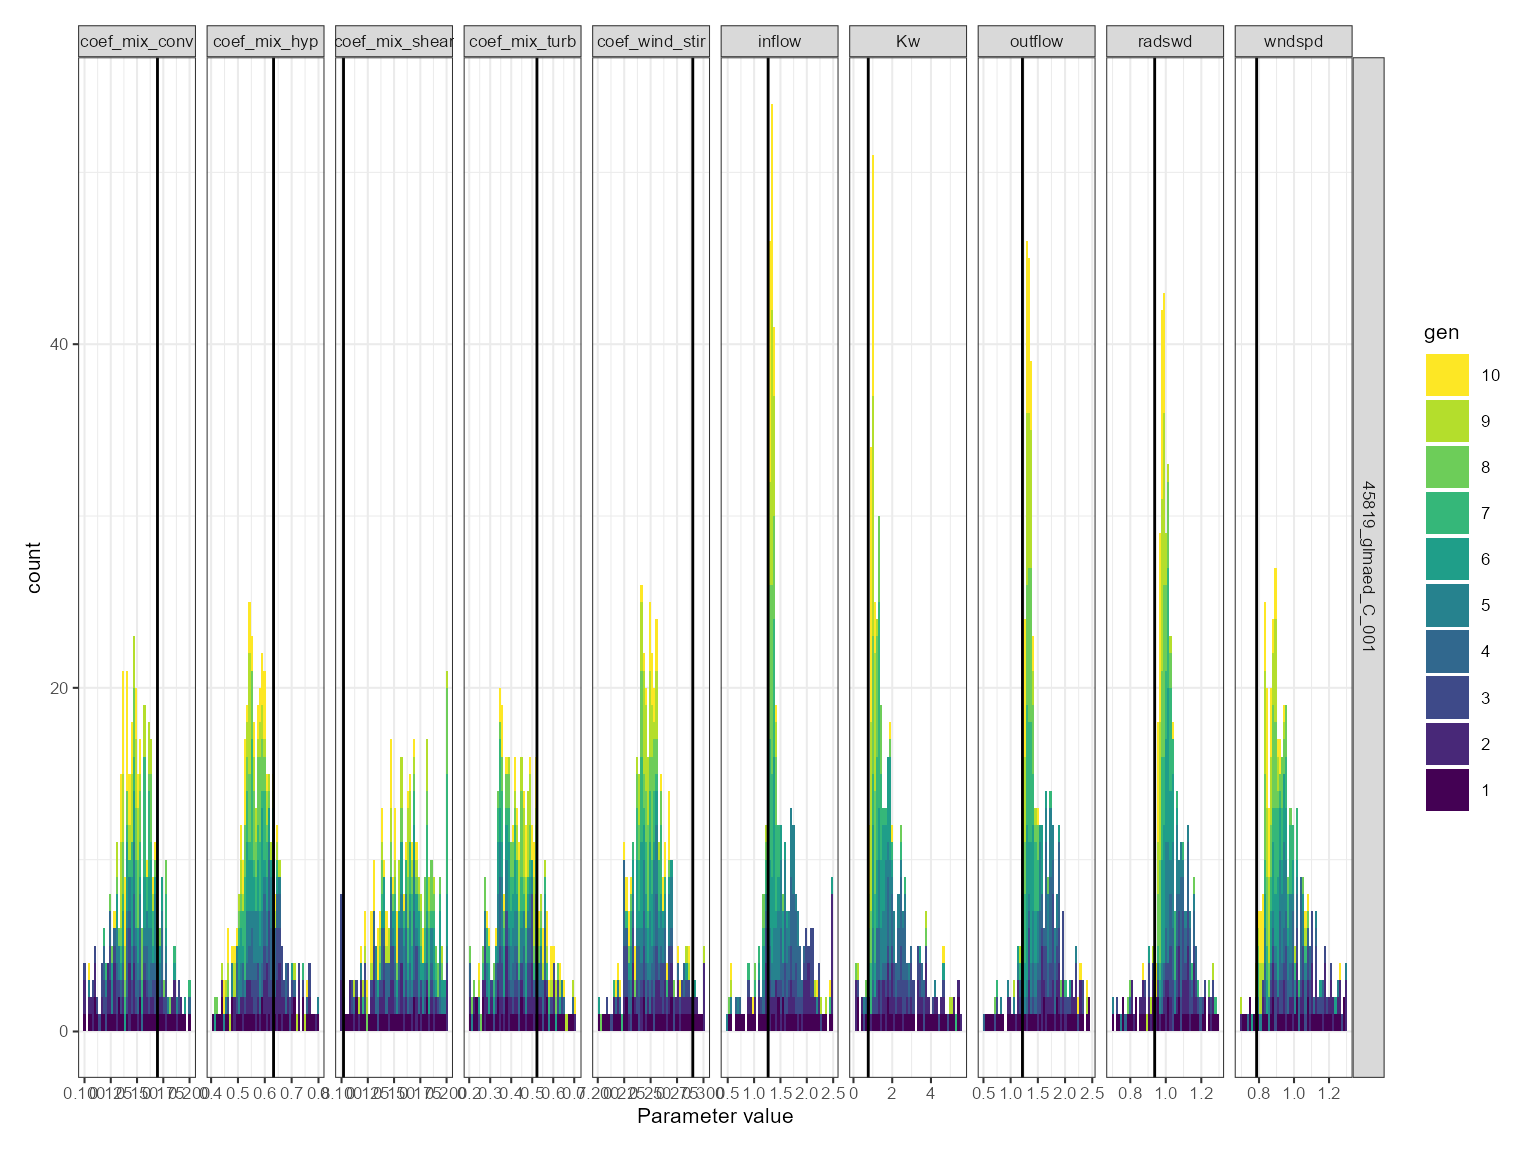 coef_mix_conv coef_mix_hyp coef_mix_shear coef_mix_turb coef_wind_stir inflow Kw outflow radswd wndspd
45819_glmaed_C_001
count
40
20
0
0.4 0.5 0.6 0.7 0.8
0.2 0.3 0.4 0.5 0.6 0.7
0.5 1.0 1.5 2.0 2.5
0 2 4
0.5 1.0 1.5 2.0 2.5
0.8 1.0 1.2
0.8 1.0 1.2
Parameter value
gen
10
9
8
7
6
5
4
3
2
1